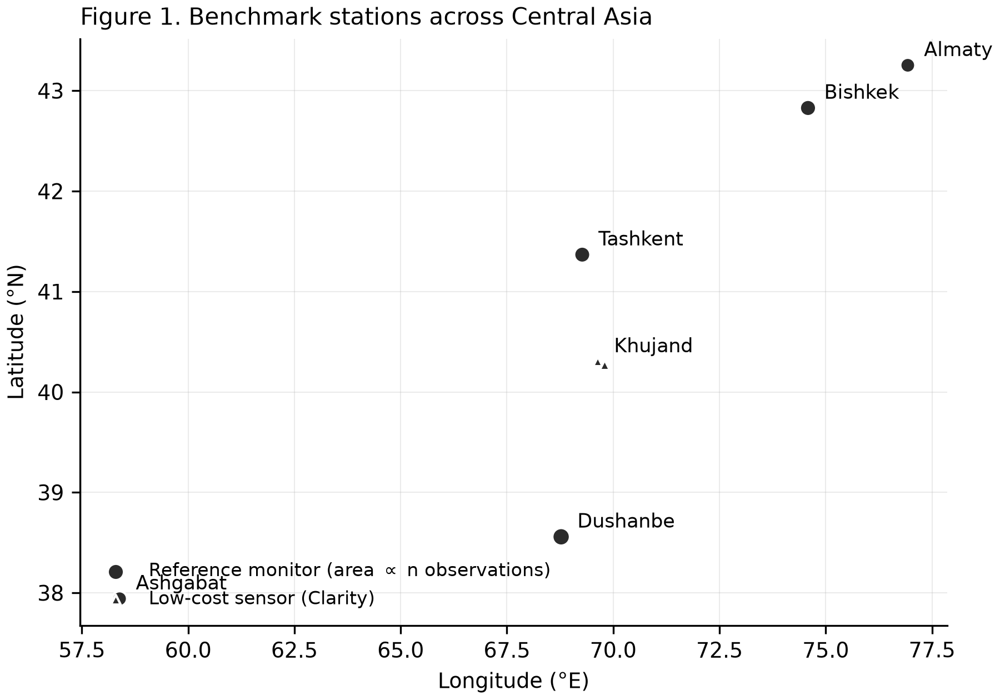 Figure 1. Benchmark stations across Central Asia
Almaty
43
Bishkek
42
Tashkent
41
Khujand
40
39
Dushanbe
Reference monitor (area ∝ n observations)
Ashgabat
38
Low-cost sensor (Clarity)
Latitude (°N)
57.5 60.0 62.5 65.0 67.5 70.0 72.5 75.0 77.5
Longitude (°E)